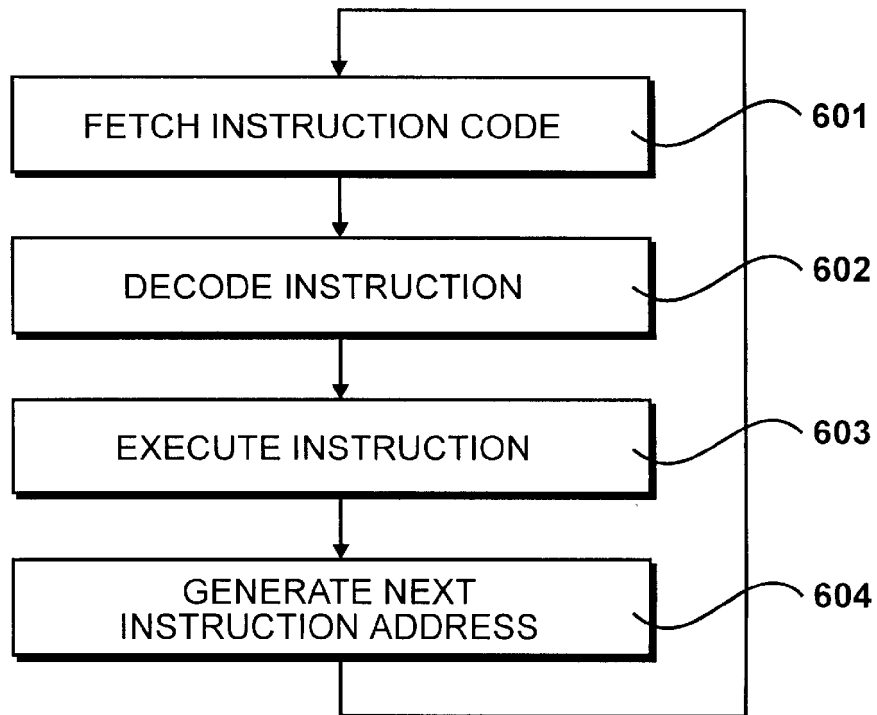 FETCH INSTRUCTION CODE
601
DECODE INSTRUCTION
602
EXECUTE INSTRUCTION
603
GENERATE NEXT
INSTRUCTION ADDRESS
604